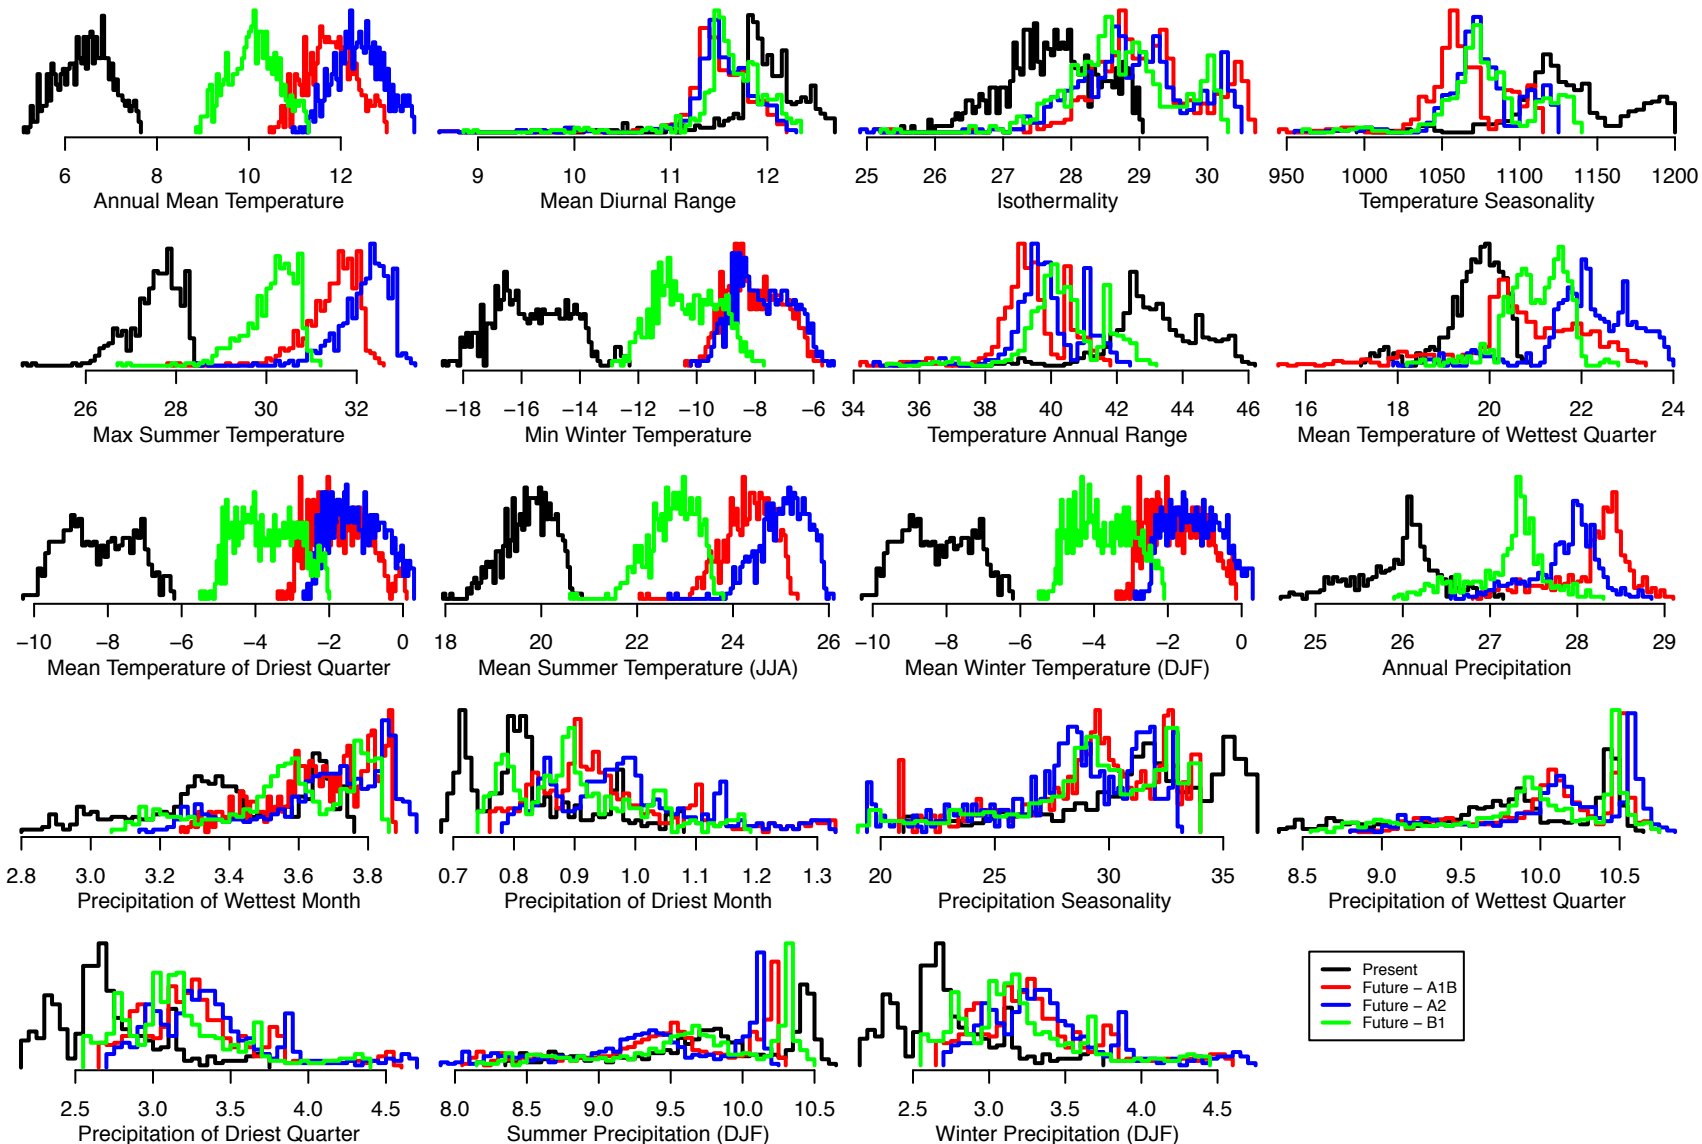 6 8 10 12
Annual Mean Temperature
9 10 11 12
Mean Diurnal Range
25 26 27 28 29 30
Isothermality
950 1000 1050 1100 1150 1200
Temperature Seasonality
26 28 30 32
Max Summer Temperature
−18 −16 −14 −12 −10 −8 −6
Min Winter Temperature
34 36 38 40 42 44 46
Temperature Annual Range
16 18 20 22 24
Mean Temperature of Wettest Quarter
−10 −8 −6 −4 −2 0
Mean Temperature of Driest Quarter
18 20 22 24 26
Mean Summer Temperature (JJA)
−10 −8 −6 −4 −2 0
Mean Winter Temperature (DJF)
25 26 27 28 29
Annual Precipitation
2.8 3.0 3.2 3.4 3.6 3.8
Precipitation of Wettest Month
0.7 0.8 0.9 1.0 1.1 1.2 1.3
Precipitation of Driest Month
20 25 30 35
Precipitation Seasonality
8.5 9.0 9.5 10.0 10.5
Precipitation of Wettest Quarter
2.5 3.0 3.5 4.0 4.5
Precipitation of Driest Quarter
8.0 8.5 9.0 9.5 10.0 10.5
Summer Precipitation (DJF)
2.5 3.0 3.5 4.0 4.5
Winter Precipitation (DJF)
Present
Future − A1B
Future − A2
Future − B1